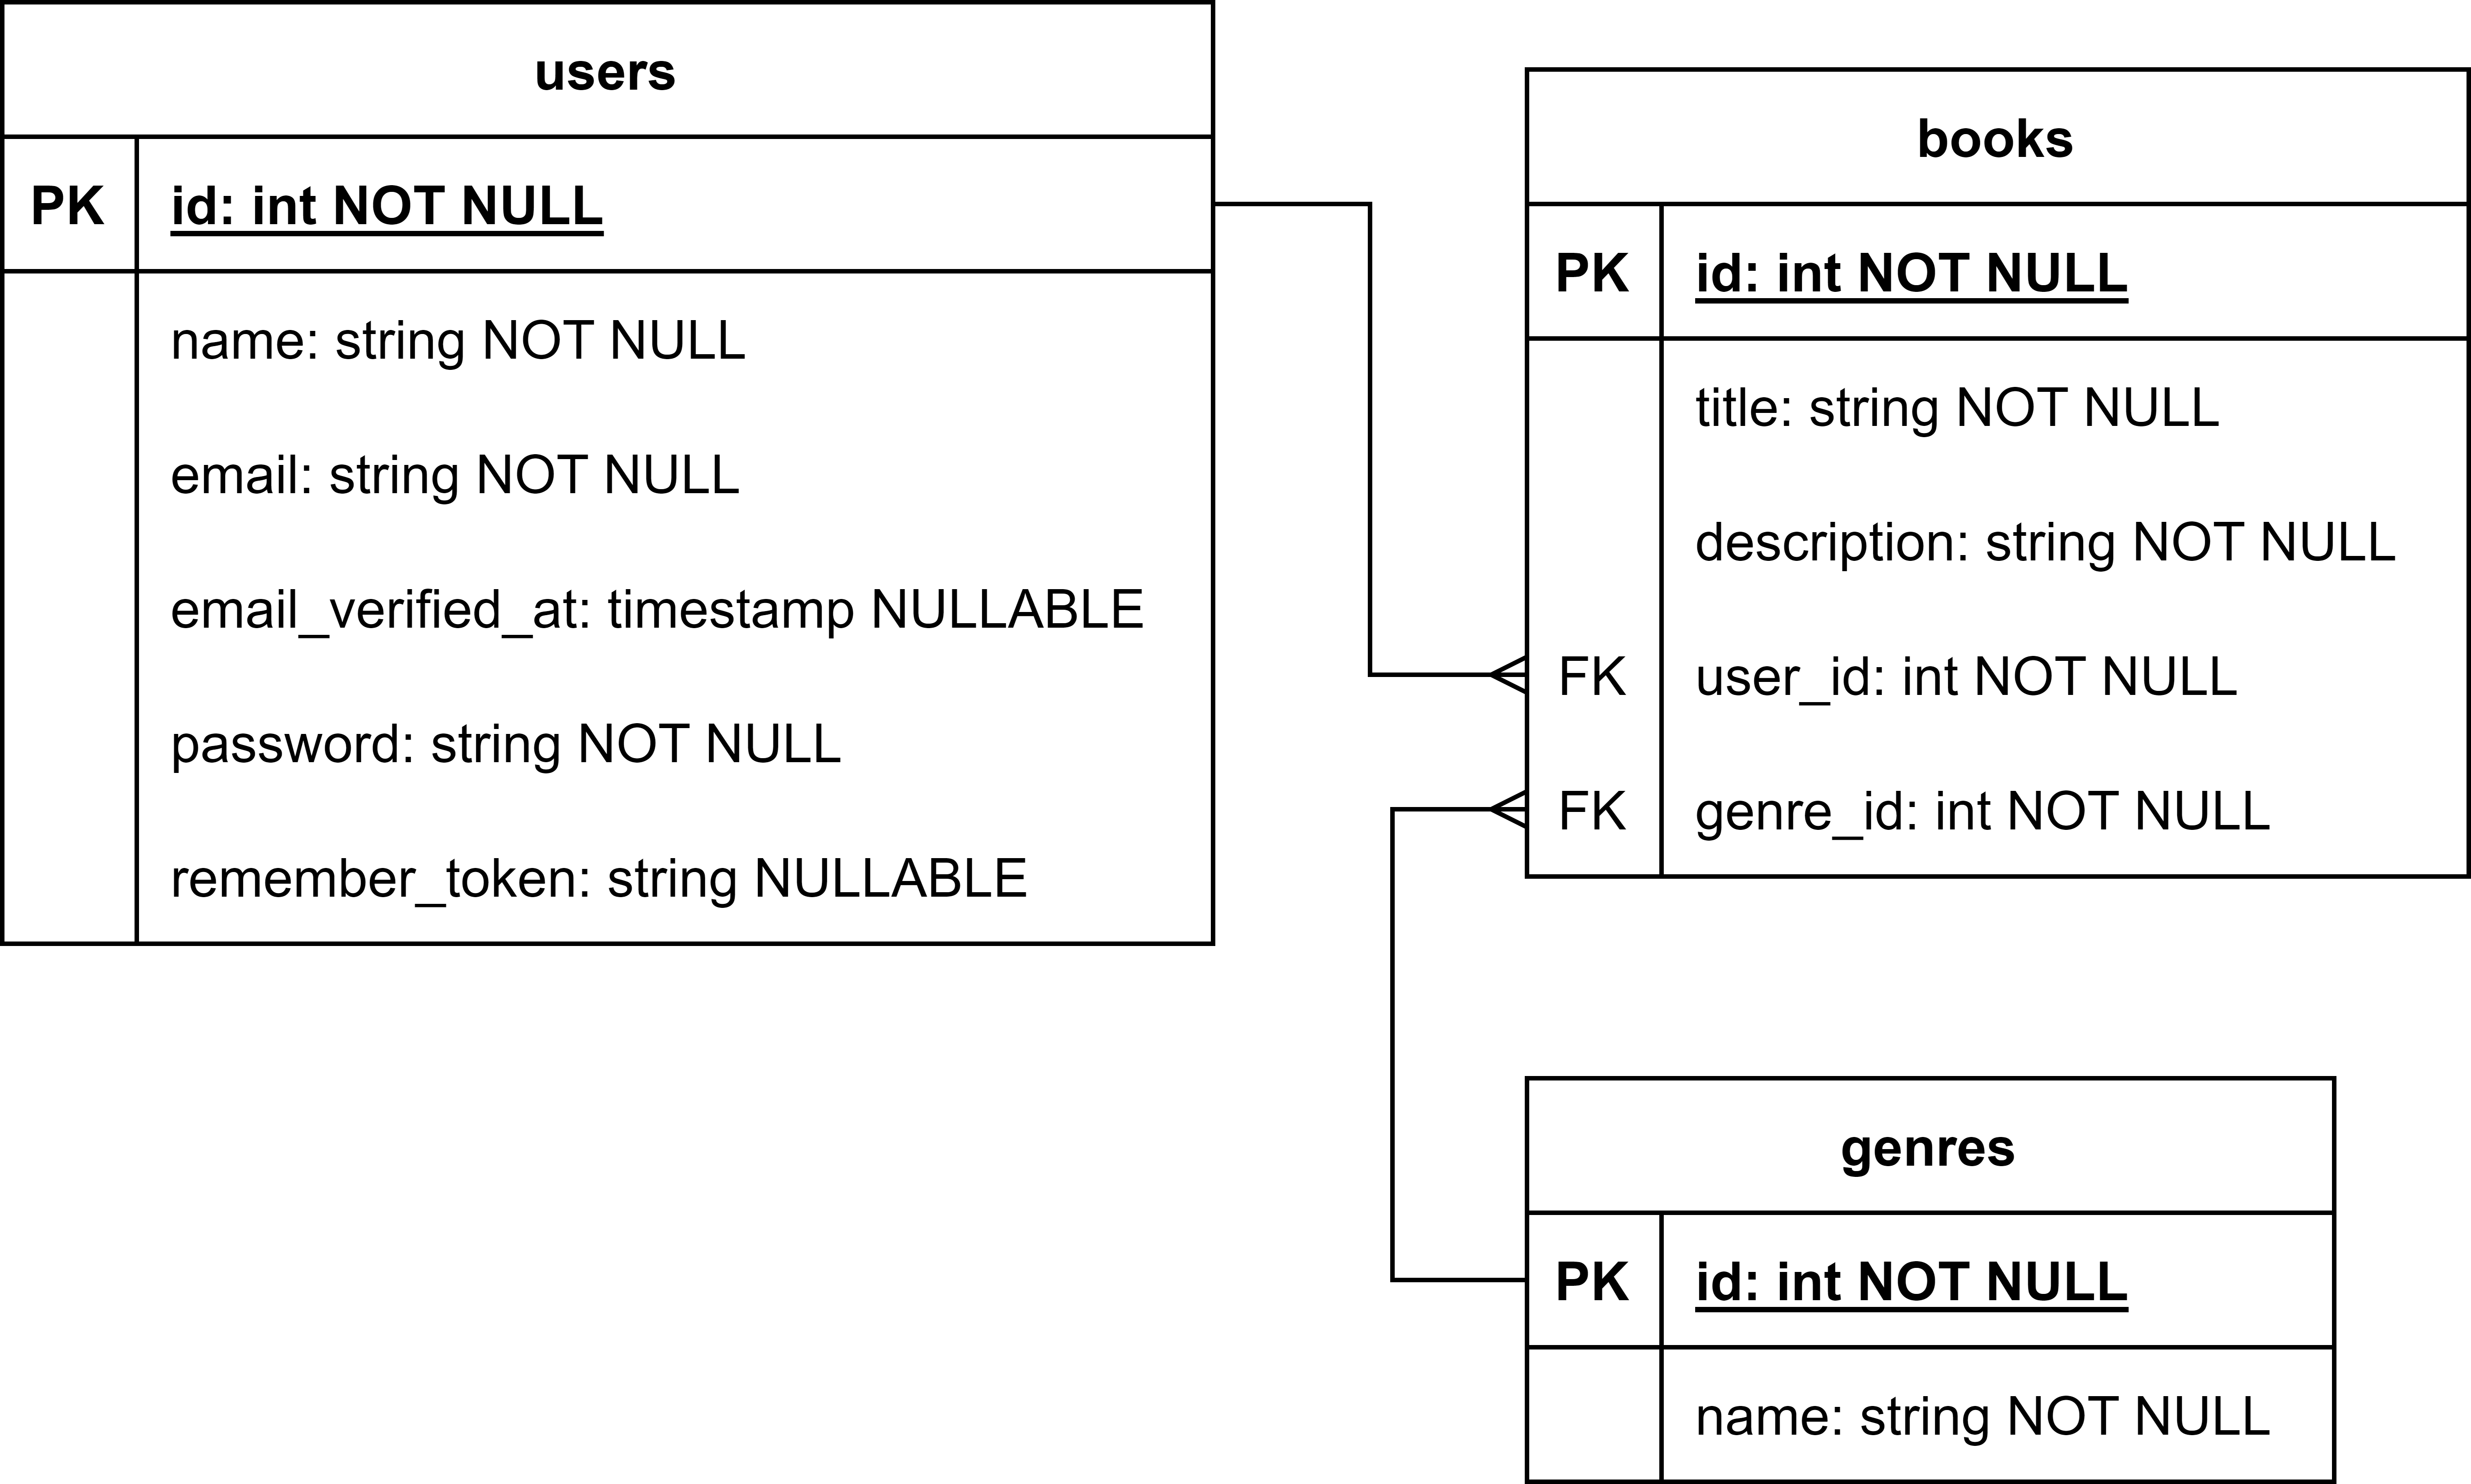 users
PK id: int NOT NULL
name: string NOT NULL
email: string NOT NULL
email_verified_at: timestamp NULLABLE
password: string NOT NULL
remember_token: string NULLABLE
books
PK id: int NOT NULL
title: string NOT NULL
description: string NOT NULL
FK user_id: int NOT NULL
FK genre_id: int NOT NULL
genres
PK id: int NOT NULL
name: string NOT NULL